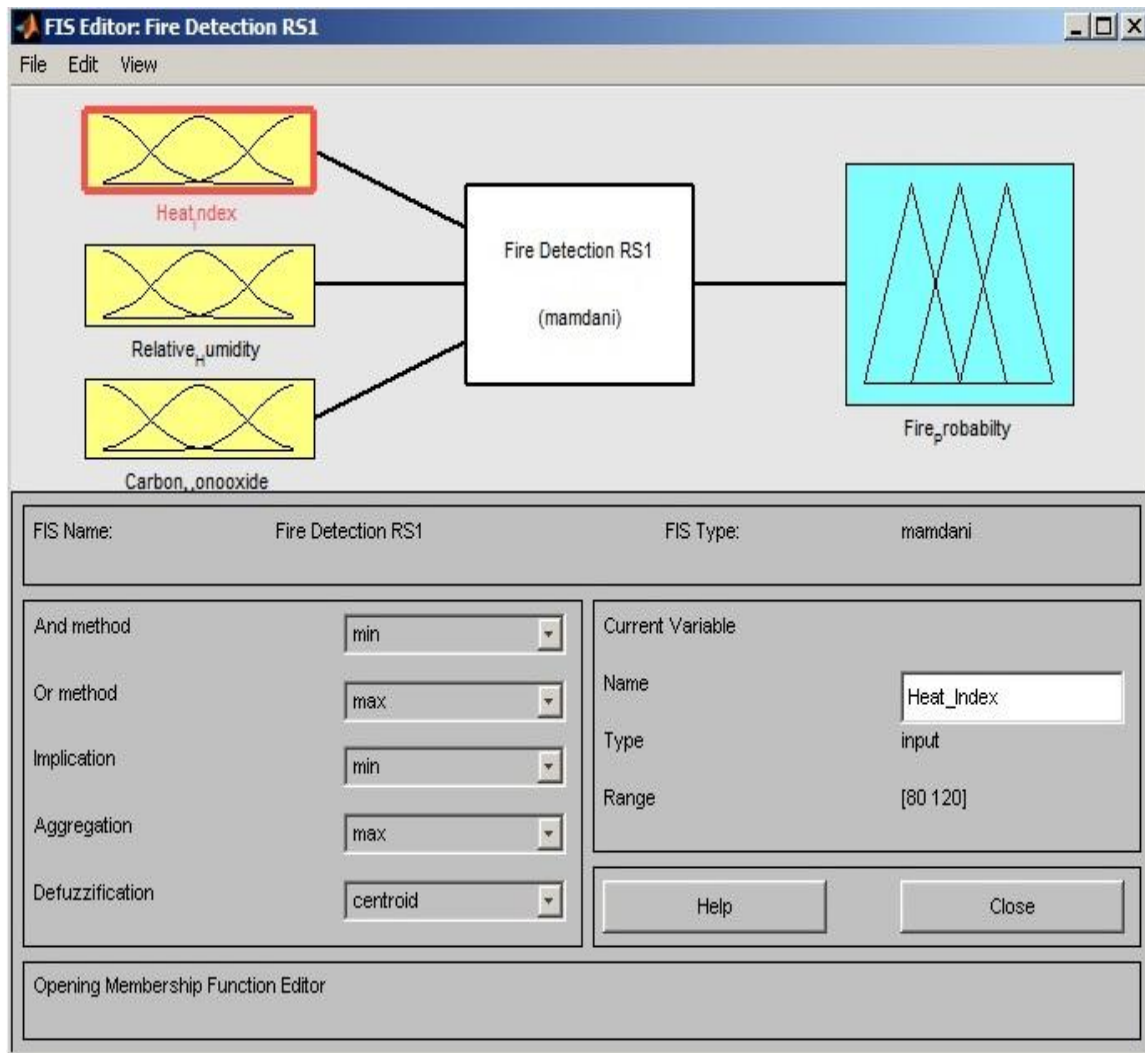 FIS Editor: Fire Detection RS1
File Edit View
Heat_Index
Fire Detection RS1
(mamdani)
Relative_Humidity
Fire_Probabilty
Carbon_Monooxide
FIS Name: Fire Detection RS1 FIS Type: mamdani
And method min
Or method max
Implication min
Aggregation max
Defuzzification centroid
Current Variable
Name Heat_Index
Type input
Range [80 120]
Help Close
Opening Membership Function Editor